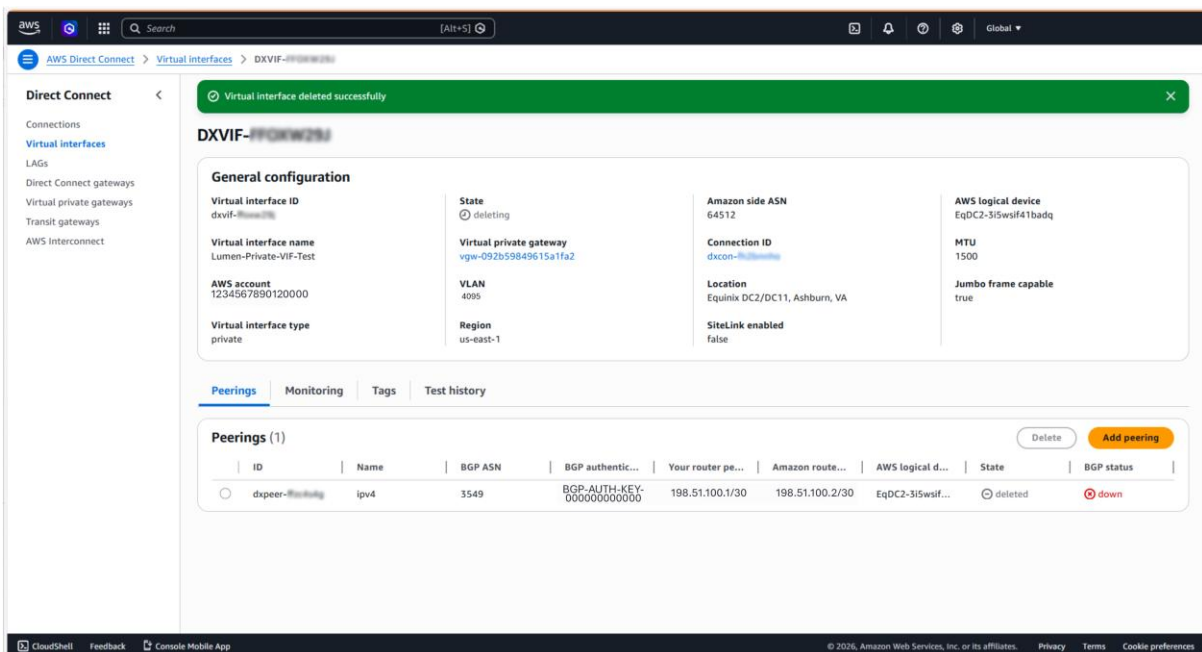 aws
Search [Alt+S] Global
AWS Direct Connect > Virtual interfaces > DXVIF-
Direct Connect
Connections
Virtual interfaces
LAGs
Direct Connect gateways
Virtual private gateways
Transit gateways
AWS Interconnect
Virtual interface deleted successfully
DXVIF-
General configuration
Virtual interface ID
dxvif-
Virtual interface name
Lumen-Private-VIF-Test
AWS account
1234567890120000
Virtual interface type
private
State
deleting
Virtual private gateway
vgw-092b59849615a1fa2
VLAN
4095
Region
us-east-1
Amazon side ASN
64512
Connection ID
dxcon-
Location
Equinix DC2/DC11, Ashburn, VA
SiteLink enabled
false
AWS logical device
EqDC2-3i5wsif41badq
MTU
1500
Jumbo frame capable
true
Peerings Monitoring Tags Test history
Peerings (1) Delete Add peering
ID Name BGP ASN BGP authentic... Your router pe... Amazon route... AWS logical d... State BGP status
dxpeer- ipv4 3549 BGP-AUTH-KEY-000000000000 198.51.100.1/30 198.51.100.2/30 EqDC2-3i5wsif... deleted down
CloudShell Feedback Console Mobile App © 2026, Amazon Web Services, Inc. or its affiliates. Privacy Terms Cookie preferences